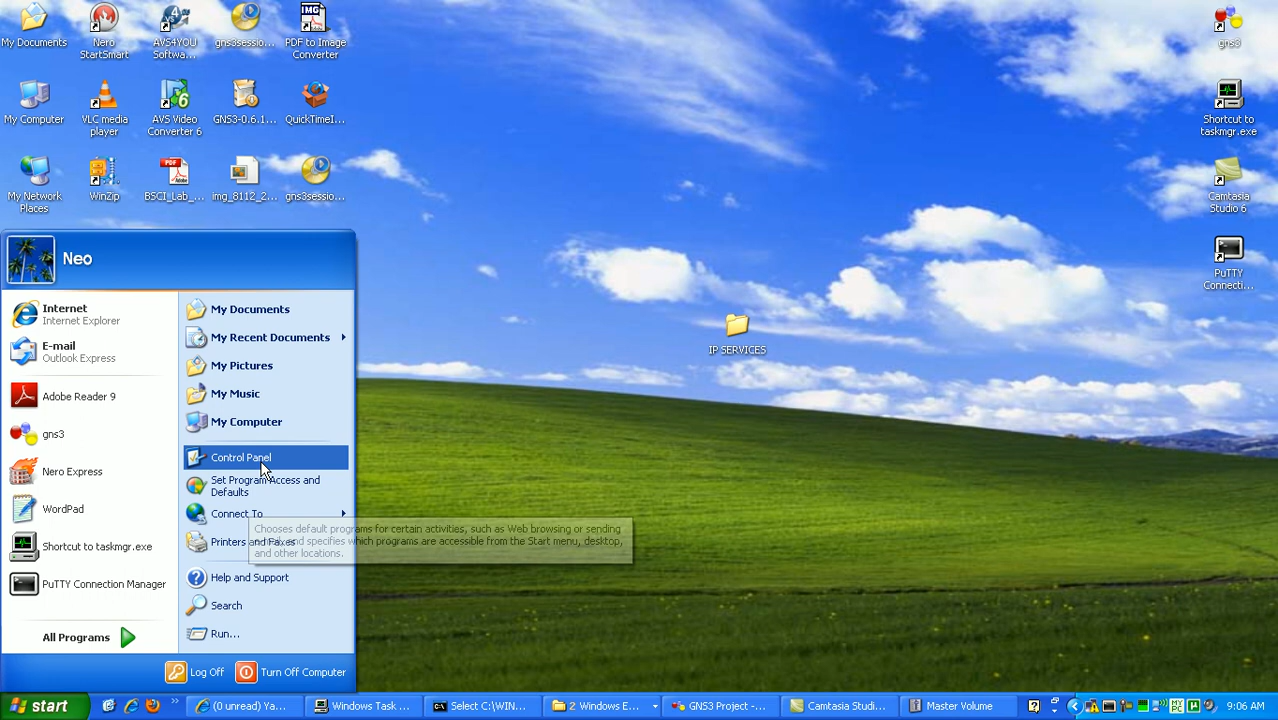 My Documents
Nero
StartSmart
AVS4YOU
Softwa...
gns3sessio...
IMG
PDF to Image
Converter
gns3
My Computer
VLC media
player
AVS Video
Converter 6
GNS3-0.6.1...
QuickTimeI...
Shortcut to
taskmgr.exe
My Network
Places
WinZip
PDF
BSCI_Lab_...
img_8112_2...
gns3sessio...
Camtasia
Studio 6
PuTTY
Connecti...
IP SERVICES
Neo
Internet
Internet Explorer
E-mail
Outlook Express
Adobe Reader 9
gns3
Nero Express
WordPad
Shortcut to taskmgr.exe
PuTTY Connection Manager
All Programs
My Documents
My Recent Documents
My Pictures
My Music
My Computer
Control Panel
Set Program Access and
Defaults
Connect To
Printers and Faxes
Help and Support
Search
Run...
Chooses default programs for certain activities, such as Web browsing or sending
and specifies which programs are accessible from the Start menu, desktop,
and other locations.
Log Off
Turn Off Computer
start
(0 unread) Ya...
Windows Task ...
Select C:\WIN...
2 Windows E...
GNS3 Project -...
Camtasia Studi...
Master Volume
9:06 AM